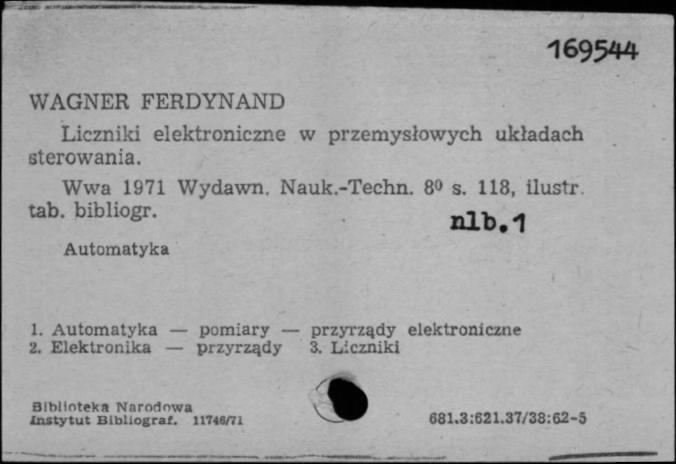 169544
WAGNER FERDYNAND
Liczniki elektroniczne w przemysłowych układach
sterowania.
Wwa 1971 Wydawn. Nauk.-Techn. 8º s. 118, ilustr.
tab. bibliogr.
nlb.1
Automatyka
1. Automatyka — pomiary — przyrządy elektroniczne
2. Elektronika — przyrządy 3. Liczniki
Biblioteka Narodowa
Instytut Bibliograf. 11746/71
681.3:621.37/38:62-5